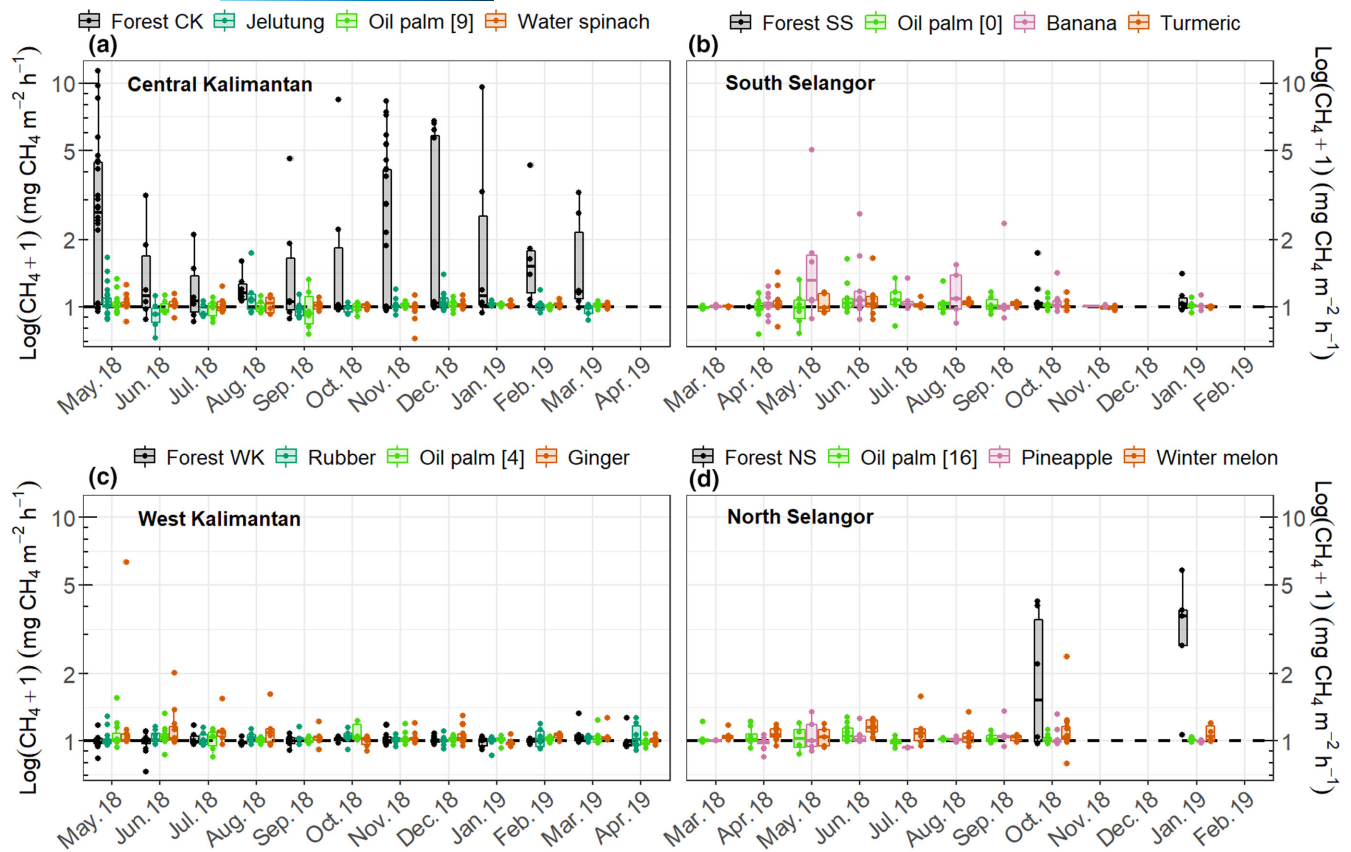 Forest CK Jelutung Oil palm [9] Water spinach
Forest SS Oil palm [0] Banana Turmeric
(a)
(b)
Central Kalimantan
South Selangor
Log(CH₄ + 1) (mg CH₄ m⁻² h⁻¹)
10
5
2
1
10
5
2
1
Log(CH₄ + 1) (mg CH₄ m⁻² h⁻¹)
May. 18 Jun. 18 Jul. 18 Aug. 18 Sep. 18 Oct. 18 Nov. 18 Dec. 18 Jan. 19 Feb. 19 Mar. 19 Apr. 19
Mar. 18 Apr. 18 May. 18 Jun. 18 Jul. 18 Aug. 18 Sep. 18 Oct. 18 Nov. 18 Dec. 18 Jan. 19 Feb. 19
Forest WK Rubber Oil palm [4] Ginger
Forest NS Oil palm [16] Pineapple Winter melon
(c)
(d)
West Kalimantan
North Selangor
Log(CH₄ + 1) (mg CH₄ m⁻² h⁻¹)
10
5
2
1
10
5
2
1
Log(CH₄ + 1) (mg CH₄ m⁻² h⁻¹)
May. 18 Jun. 18 Jul. 18 Aug. 18 Sep. 18 Oct. 18 Nov. 18 Dec. 18 Jan. 19 Feb. 19 Mar. 19 Apr. 19
Mar. 18 Apr. 18 May. 18 Jun. 18 Jul. 18 Aug. 18 Sep. 18 Oct. 18 Nov. 18 Dec. 18 Jan. 19 Feb. 19